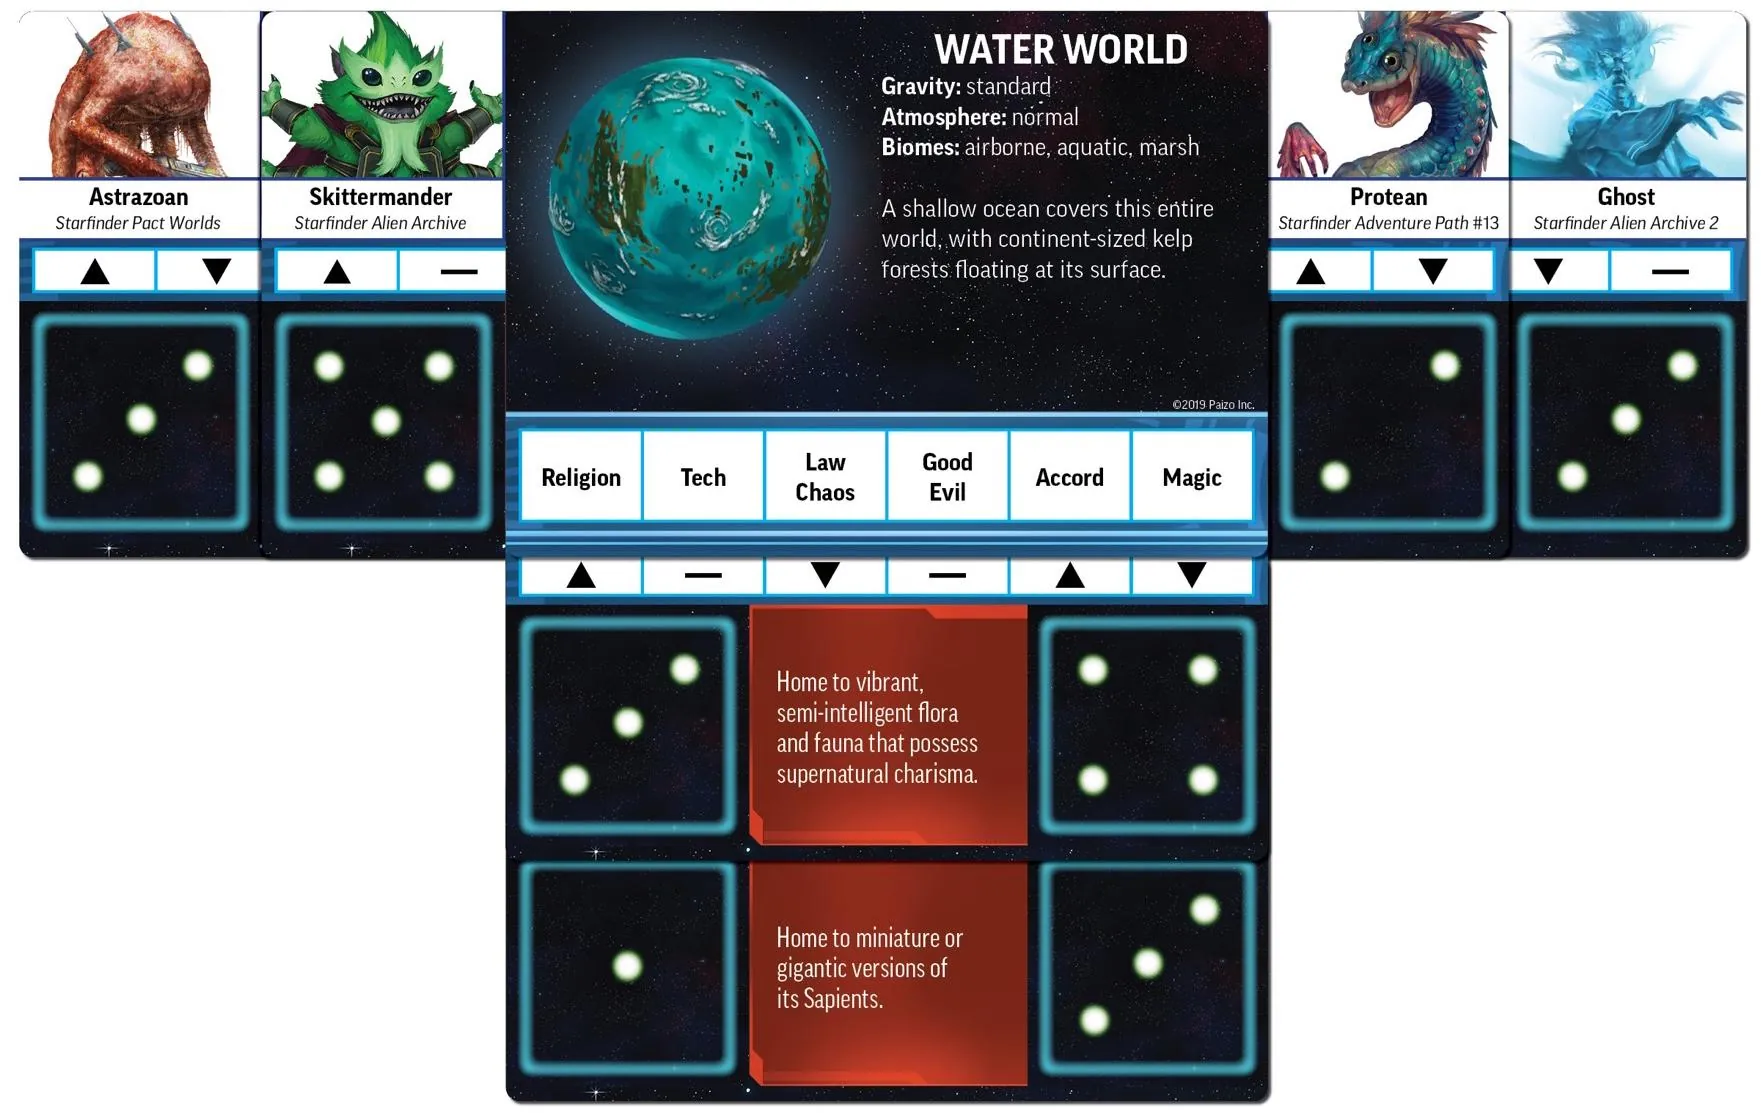 Astrazoan
Starfinder Pact Worlds
Skittermander
Starfinder Alien Archive
WATER WORLD
Gravity: standard
Atmosphere: normal
Biomes: airborne, aquatic, marsh
A shallow ocean covers this entire
world, with continent-sized kelp
forests floating at its surface.
©2019 Paizo Inc.
Protean
Starfinder Adventure Path #13
Ghost
Starfinder Alien Archive 2
Religion
Tech
Law
Chaos
Good
Evil
Accord
Magic
Home to vibrant,
semi-intelligent flora
and fauna that possess
supernatural charisma.
Home to miniature or
gigantic versions of
its Sapients.